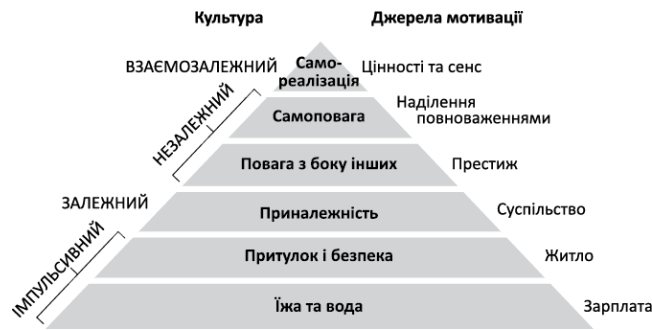 Культура
Джерела мотивації
ВЗАЄМОЗАЛЕЖНИЙ
Само-
реалізація
Цінності та сенс
НЕЗАЛЕЖНИЙ
Самоповага
Наділення
повноваженнями
Повага з боку інших
Престиж
ЗАЛЕЖНИЙ
Приналежність
Суспільство
ІМПУЛЬСИВНИЙ
Притулок і безпека
Житло
Їжа та вода
Зарплата